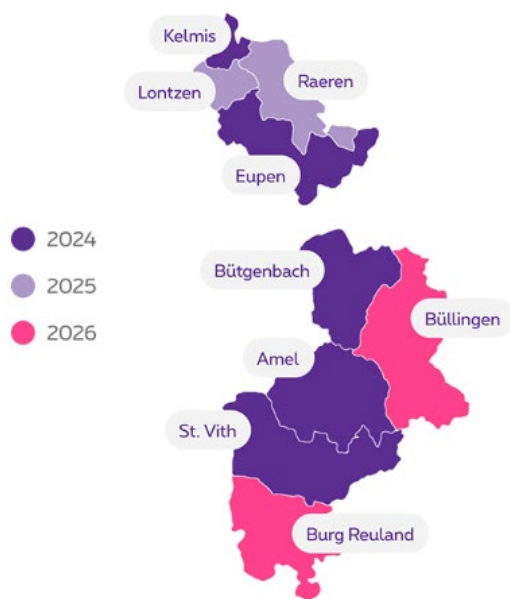 Kelmis
Raeren
Lontzen
Eupen
2024
2025
2026
Bütgenbach
Büllingen
Amel
St. Vith
Burg Reuland